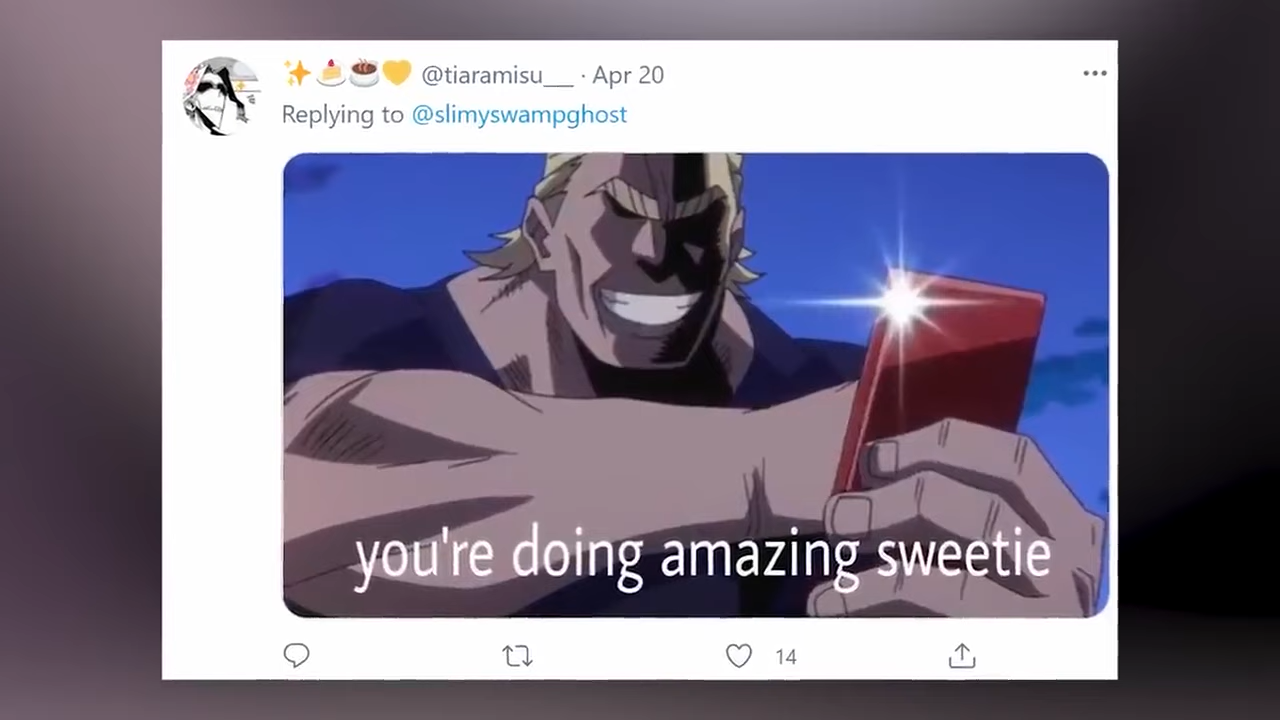 ✨🍰☕💛 @tiaramisu___ · Apr 20
Replying to @slimyswampghost
you're doing amazing sweetie
14